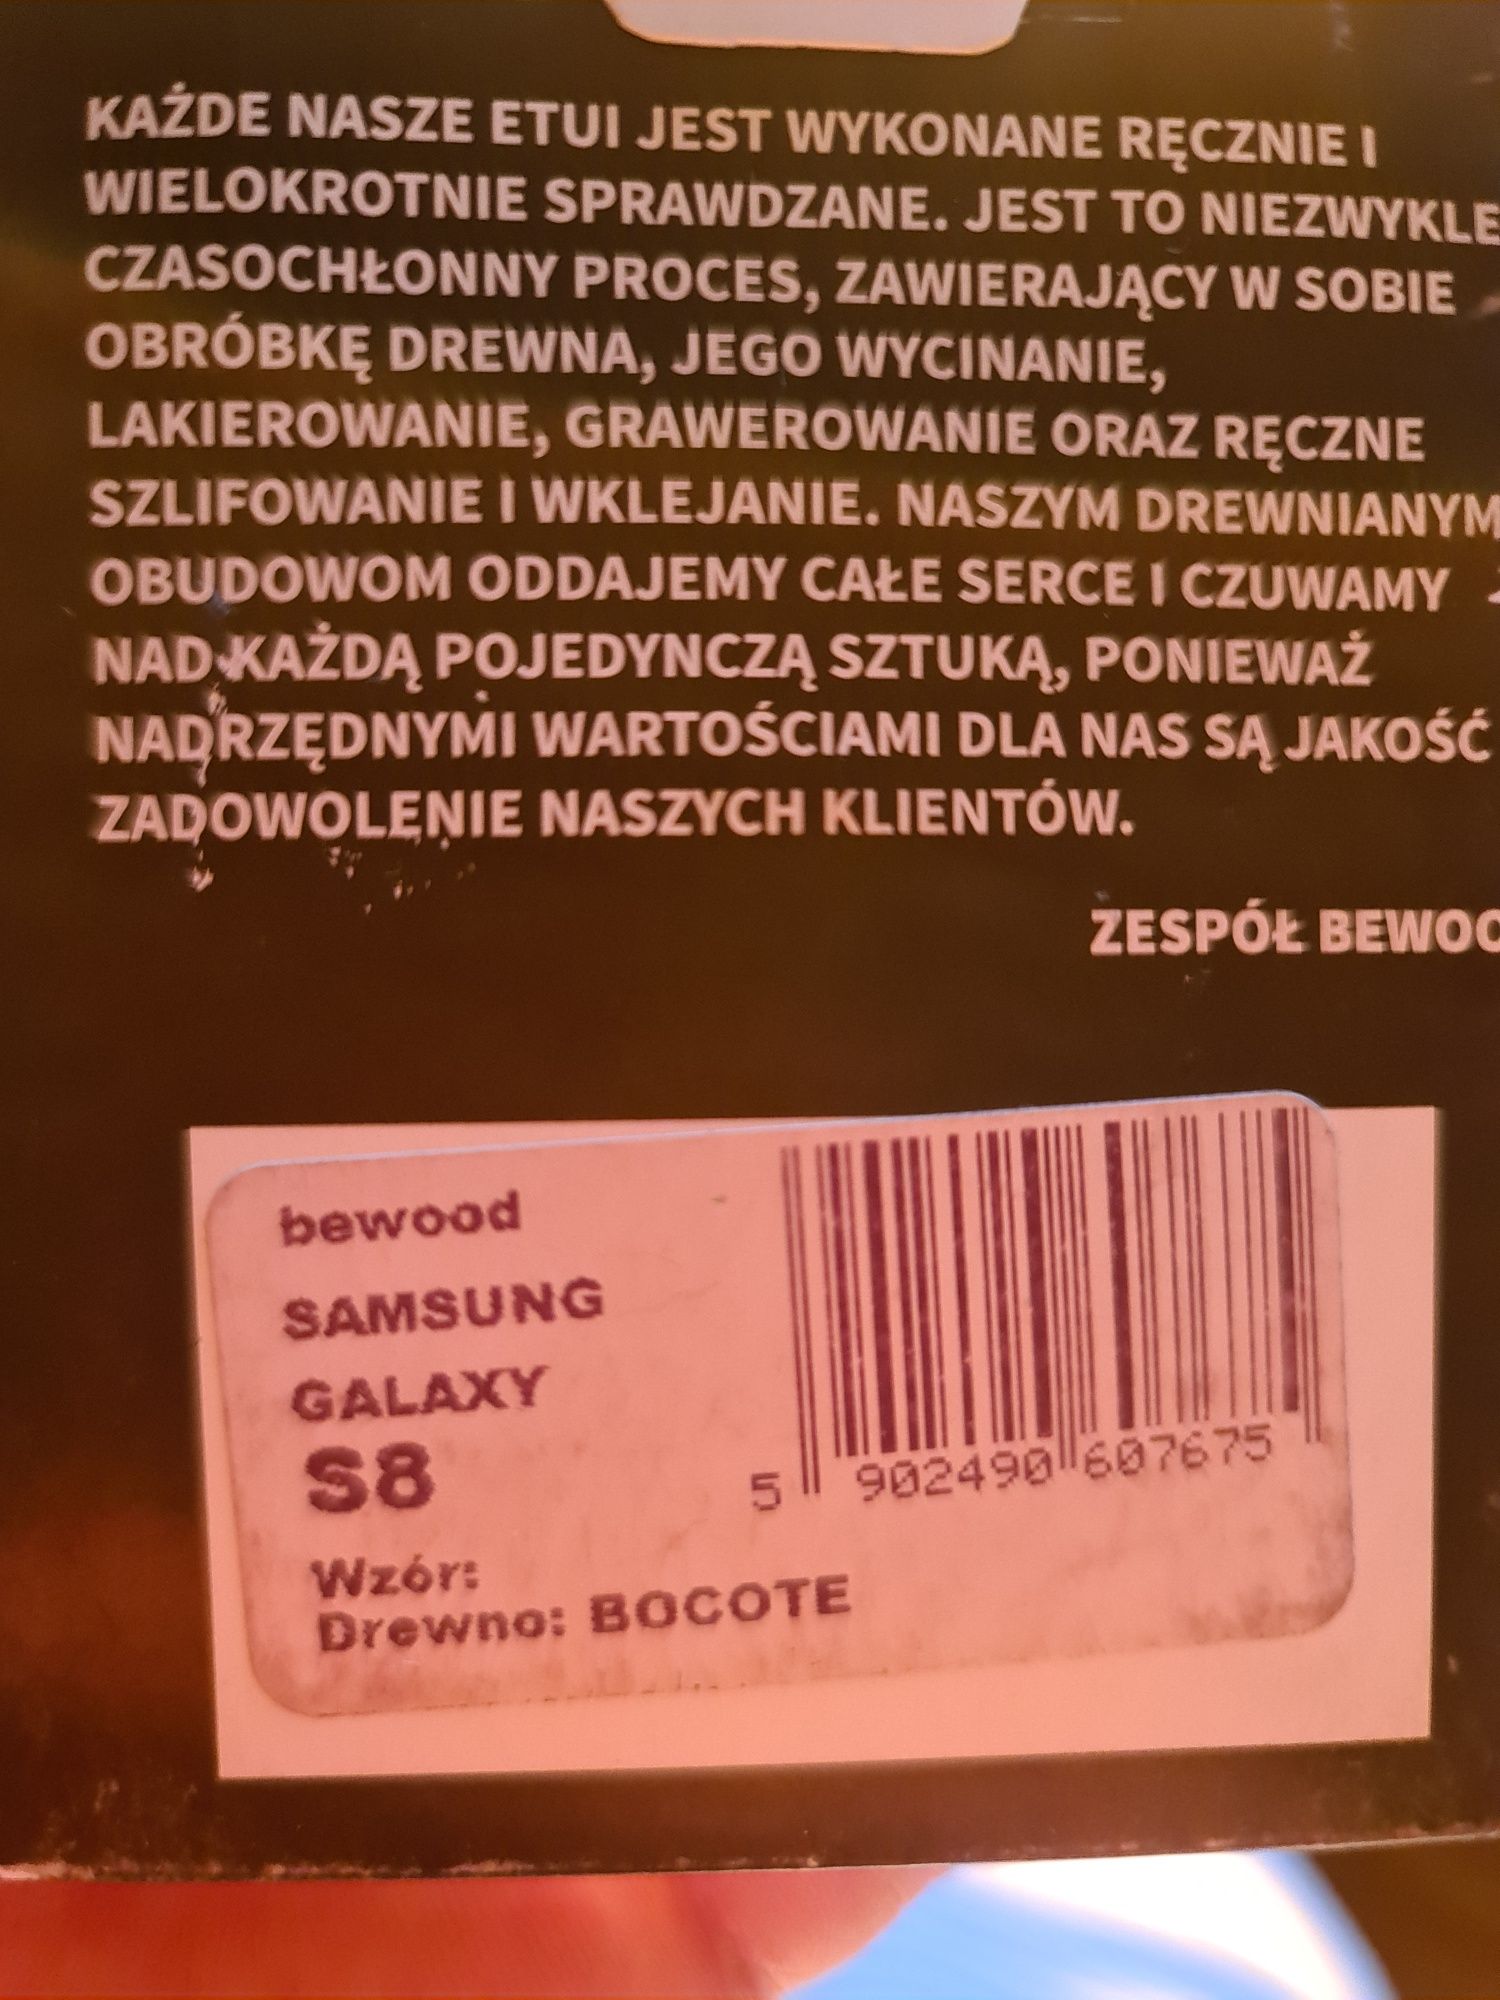 KAŻDE NASZE ETUI JEST WYKONANE RĘCZNIE I
WIELOKROTNIE SPRAWDZANE. JEST TO NIEZWYKLE
CZASOCHŁONNY PROCES, ZAWIERAJĄCY W SOBIE
OBRÓBKĘ DREWNA, JEGO WYCINANIE,
LAKIEROWANIE, GRAWEROWANIE ORAZ RĘCZNE
SZLIFOWANIE I WKLEJANIE. NASZYM DREWNIANYM
OBUDOWOM ODDAJEMY CAŁE SERCE I CZUWAMY
NAD KAŻDĄ POJEDYNCZĄ SZTUKĄ, PONIEWAŻ
NADRZĘDNYMI WARTOŚCIAMI DLA NAS SĄ JAKOŚĆ
ZADOWOLENIE NASZYCH KLIENTÓW.
ZESPÓŁ BEWOO
bewood
SAMSUNG
GALAXY
S8
Wzór:
Drewno: BOCOTE
5 902490 607675